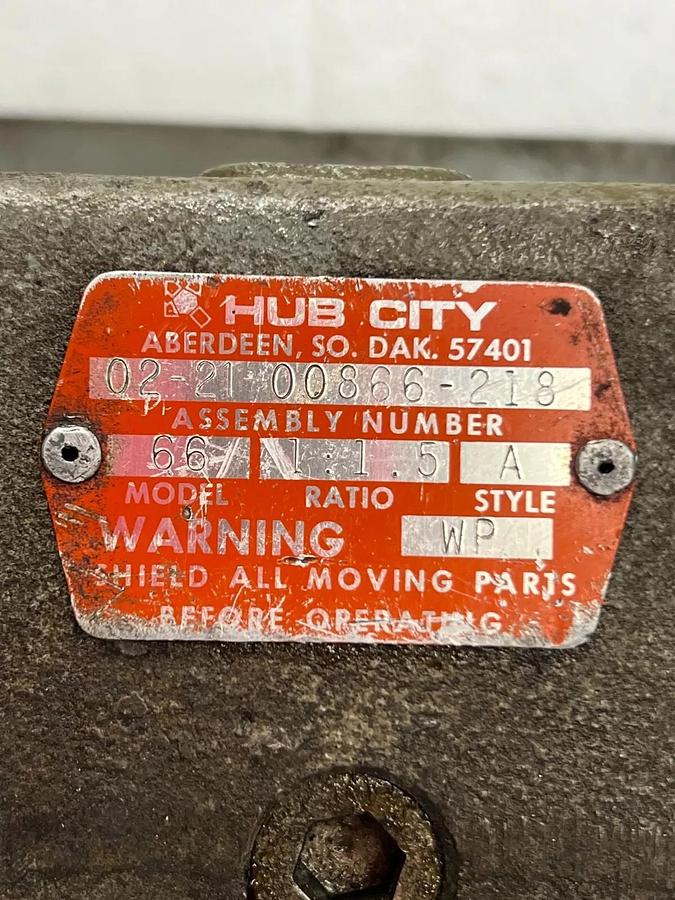 HUB CITY
ABERDEEN, SO. DAK. 57401
02-21 00866-218
ASSEMBLY NUMBER
66 1:1.5 A
MODEL RATIO STYLE
WARNING WP
SHIELD ALL MOVING PARTS
BEFORE OPERATING